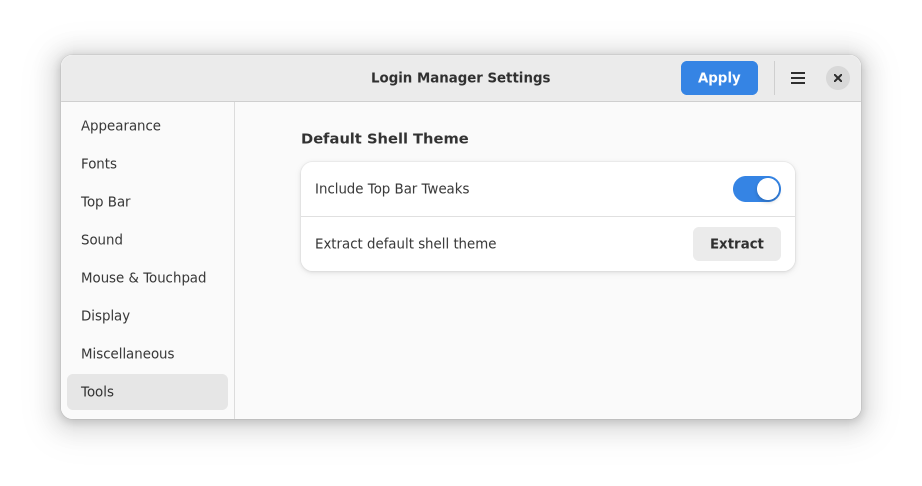 Login Manager Settings
Apply
Appearance
Fonts
Top Bar
Sound
Mouse & Touchpad
Display
Miscellaneous
Tools
Default Shell Theme
Include Top Bar Tweaks
Extract default shell theme
Extract